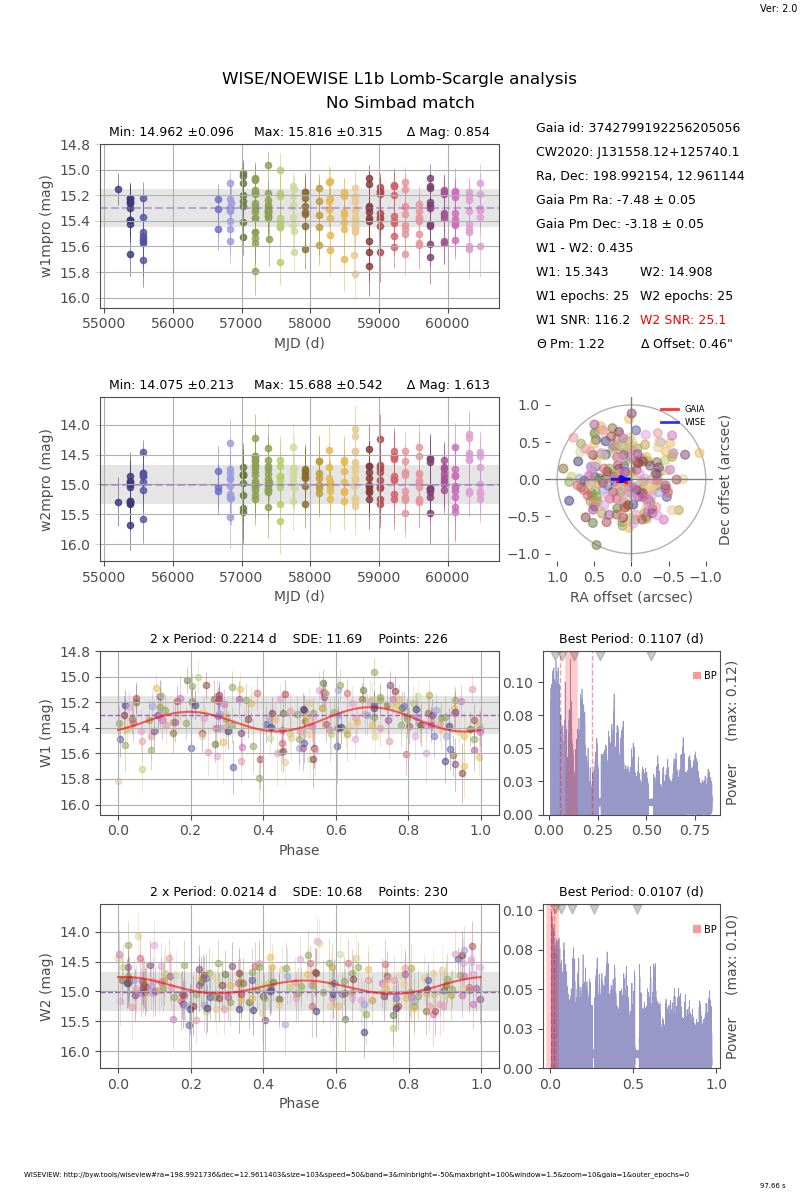 Ver: 2.0
WISE/NOEWISE L1b Lomb-Scargle analysis
No Simbad match
Min: 14.962 ±0.096 Max: 15.816 ±0.315 Δ Mag: 0.854
14.8
15.0
15.2
15.4
15.6
15.8
16.0
w1mpro (mag)
55000 56000 57000 58000 59000 60000
MJD (d)
Gaia id: 3742799192256205056
CW2020: J131558.12+125740.1
Ra, Dec: 198.992154, 12.961144
Gaia Pm Ra: -7.48 ± 0.05
Gaia Pm Dec: -3.18 ± 0.05
W1 - W2: 0.435
W1: 15.343 W2: 14.908
W1 epochs: 25 W2 epochs: 25
W1 SNR: 116.2 W2 SNR: 25.1
Θ Pm: 1.22 Δ Offset: 0.46"
Min: 14.075 ±0.213 Max: 15.688 ±0.542 Δ Mag: 1.613
14.0
14.5
15.0
15.5
16.0
w2mpro (mag)
55000 56000 57000 58000 59000 60000
MJD (d)
1.0
0.5
0.0
−0.5
−1.0
GAIA
WISE
Dec offset (arcsec)
1.0 0.5 0.0 −0.5 −1.0
RA offset (arcsec)
2 x Period: 0.2214 d SDE: 11.69 Points: 226
14.8
15.0
15.2
15.4
15.6
15.8
16.0
W1 (mag)
0.0 0.2 0.4 0.6 0.8 1.0
Phase
Best Period: 0.1107 (d)
0.10
0.08
0.05
0.03
0.00
BP
Power (max: 0.12)
0.00 0.25 0.50 0.75
2 x Period: 0.0214 d SDE: 10.68 Points: 230
14.0
14.5
15.0
15.5
16.0
W2 (mag)
0.0 0.2 0.4 0.6 0.8 1.0
Phase
Best Period: 0.0107 (d)
0.10
0.08
0.05
0.03
0.00
BP
Power (max: 0.10)
0.0 0.5 1.0
WISEVIEW: http://byw.tools/wiseview#ra=198.9921736&dec=12.9611403&size=103&speed=50&band=3&minbright=-50&maxbright=100&window=1.5&zoom=10&gaia=1&outer_epochs=0
97.66 s